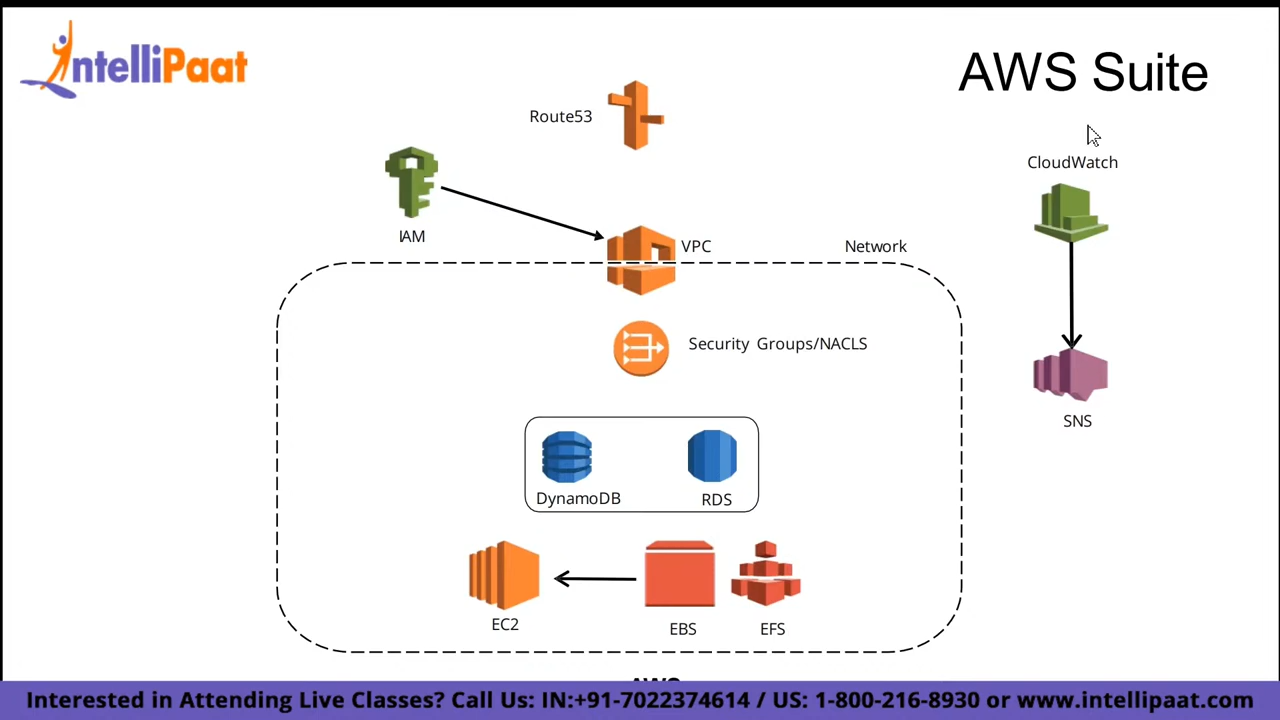 IntelliPaat
AWS Suite
Route53
CloudWatch
IAM
VPC
Network
Security Groups/NACLS
SNS
DynamoDB
RDS
EC2
EBS
EFS
AWS
Interested in Attending Live Classes? Call Us: IN:+91-7022374614 / US: 1-800-216-8930 or www.intellipaat.com